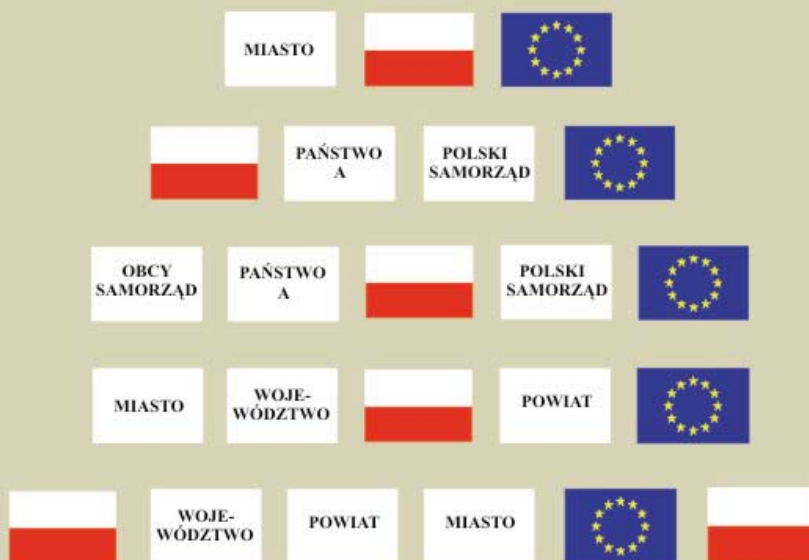 MIASTO
PAŃSTWO
A
POLSKI
SAMORZĄD
OBCY
SAMORZĄD
PAŃSTWO
A
POLSKI
SAMORZĄD
MIASTO
WOJE-
WÓDZTWO
POWIAT
WOJE-
WÓDZTWO
POWIAT
MIASTO